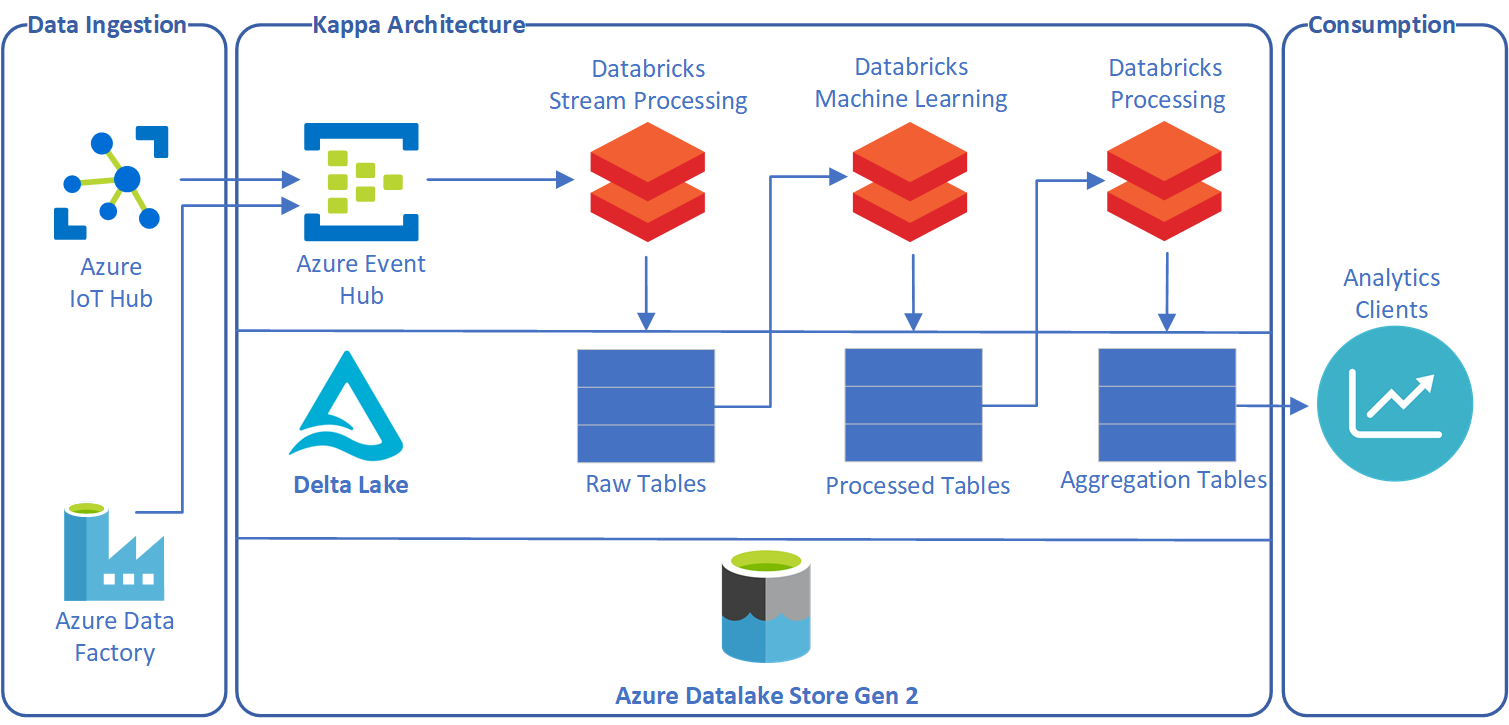 Data Ingestion
Kappa Architecture
Consumption
Databricks
Stream Processing
Databricks
Machine Learning
Databricks
Processing
Azure
IoT Hub
Azure Event
Hub
Analytics
Clients
Delta Lake
Raw Tables
Processed Tables
Aggregation Tables
Azure Data
Factory
Azure Datalake Store Gen 2